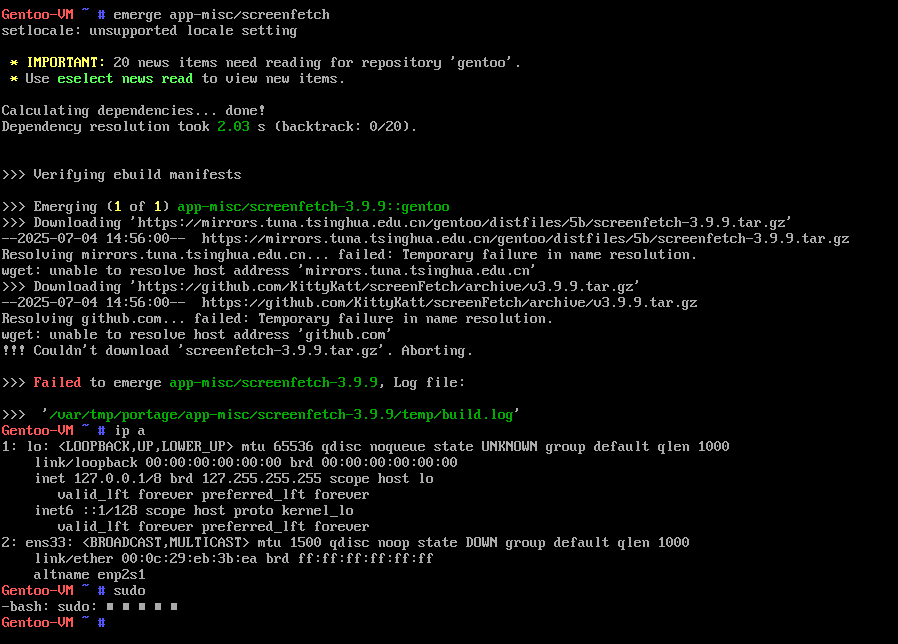 Gentoo-VM ~ # emerge app-misc/screenfetch
setlocale: unsupported locale setting
* IMPORTANT: 20 news items need reading for repository 'gentoo'.
* Use eselect news read to view new items.
Calculating dependencies... done!
Dependency resolution took 2.03 s (backtrack: 0/20).
>>> Verifying ebuild manifests
>>> Emerging (1 of 1) app-misc/screenfetch-3.9.9::gentoo
>>> Downloading 'https://mirrors.tuna.tsinghua.edu.cn/gentoo/distfiles/5b/screenfetch-3.9.9.tar.gz'
--2025-07-04 14:56:00--  https://mirrors.tuna.tsinghua.edu.cn/gentoo/distfiles/5b/screenfetch-3.9.9.tar.gz
Resolving mirrors.tuna.tsinghua.edu.cn... failed: Temporary failure in name resolution.
wget: unable to resolve host address 'mirrors.tuna.tsinghua.edu.cn'
>>> Downloading 'https://github.com/KittyKatt/screenFetch/archive/v3.9.9.tar.gz'
--2025-07-04 14:56:00--  https://github.com/KittyKatt/screenFetch/archive/v3.9.9.tar.gz
Resolving github.com... failed: Temporary failure in name resolution.
wget: unable to resolve host address 'github.com'
!!! Couldn't download 'screenfetch-3.9.9.tar.gz'. Aborting.
>>> Failed to emerge app-misc/screenfetch-3.9.9, Log file:
>>>  '/var/tmp/portage/app-misc/screenfetch-3.9.9/temp/build.log'
Gentoo-VM ~ # ip a
1: lo: <LOOPBACK,UP,LOWER_UP> mtu 65536 qdisc noqueue state UNKNOWN group default qlen 1000
link/loopback 00:00:00:00:00:00 brd 00:00:00:00:00:00
inet 127.0.0.1/8 brd 127.255.255.255 scope host lo
valid_lft forever preferred_lft forever
inet6 ::1/128 scope host proto kernel_lo
valid_lft forever preferred_lft forever
2: ens33: <BROADCAST,MULTICAST> mtu 1500 qdisc noop state DOWN group default qlen 1000
link/ether 00:0c:29:eb:3b:ea brd ff:ff:ff:ff:ff:ff
altname enp2s1
Gentoo-VM ~ # sudo
-bash: sudo: ■ ■ ■ ■ ■
Gentoo-VM ~ #